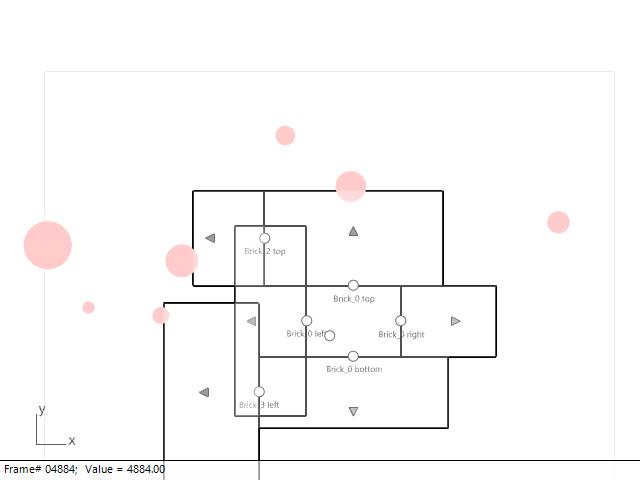 Brick_2 top
Brick_0 top
Brick_0 left
Brick_0 right
Brick_0 bottom
Brick_3 left
y
x
Frame# 04884;  Value = 4884.00